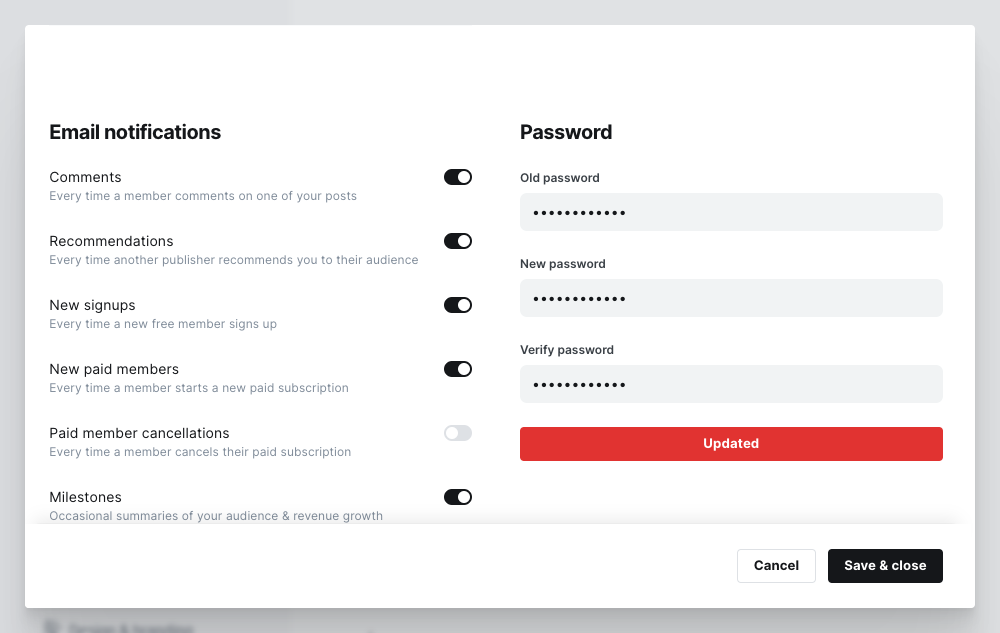 Email notifications
Comments
Every time a member comments on one of your posts
Recommendations
Every time another publisher recommends you to their audience
New signups
Every time a new free member signs up
New paid members
Every time a member starts a new paid subscription
Paid member cancellations
Every time a member cancels their paid subscription
Milestones
Occasional summaries of your audience & revenue growth
Password
Old password
••••••••••••
New password
••••••••••••
Verify password
••••••••••••
Updated
Cancel
Save & close
Design & branding